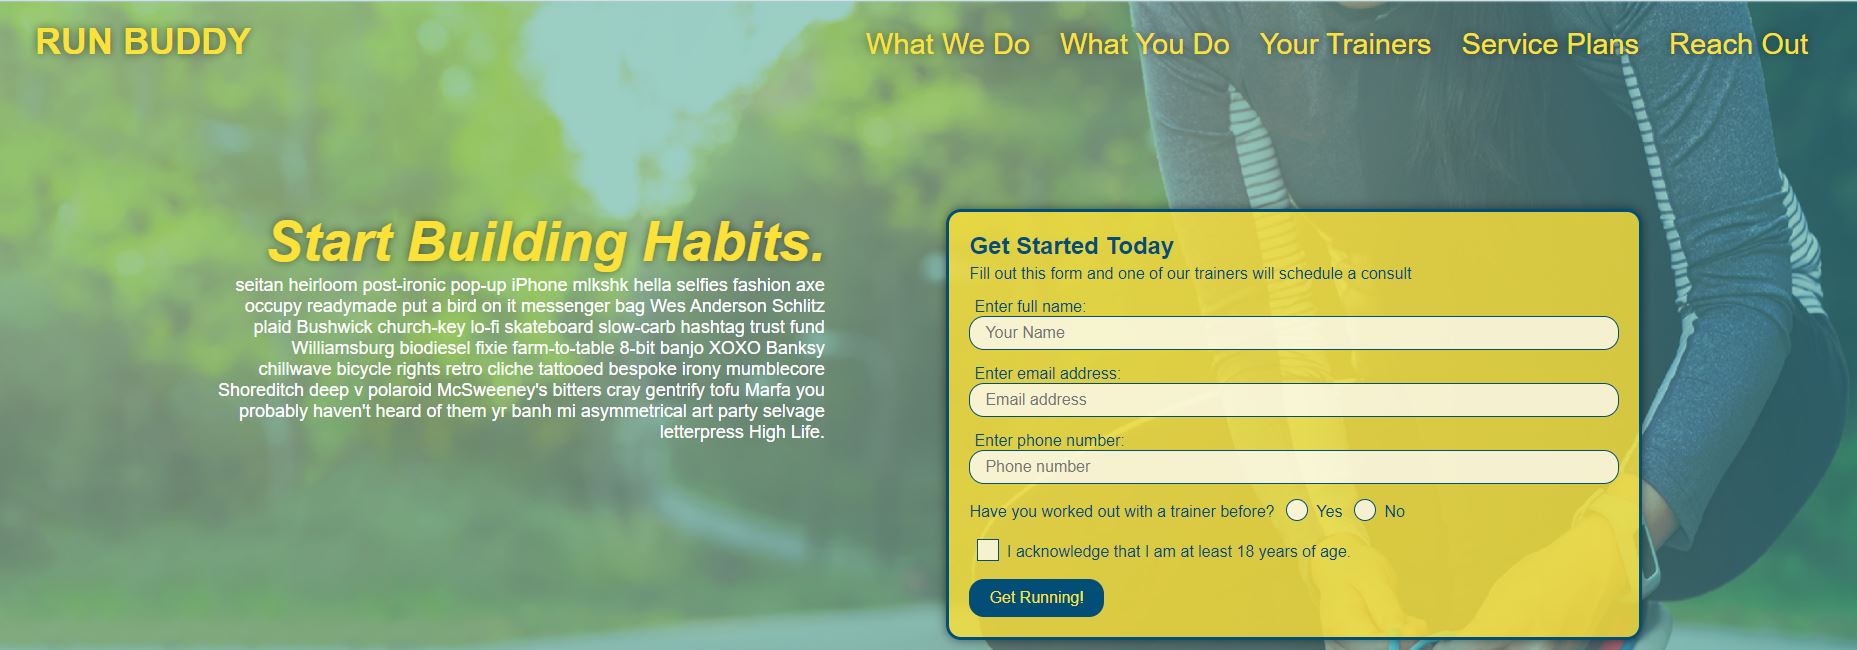 RUN BUDDY
What We Do What You Do Your Trainers Service Plans Reach Out
Start Building Habits.
seitan heirloom post-ironic pop-up iPhone mlkshk hella selfies fashion axe
occupy readymade put a bird on it messenger bag Wes Anderson Schlitz
plaid Bushwick church-key lo-fi skateboard slow-carb hashtag trust fund
Williamsburg biodiesel fixie farm-to-table 8-bit banjo XOXO Banksy
chillwave bicycle rights retro cliche tattooed bespoke irony mumblecore
Shoreditch deep v polaroid McSweeney's bitters cray gentrify tofu Marfa you
probably haven't heard of them yr banh mi asymmetrical art party selvage
letterpress High Life.
Get Started Today
Fill out this form and one of our trainers will schedule a consult
Enter full name:
Your Name
Enter email address:
Email address
Enter phone number:
Phone number
Have you worked out with a trainer before? Yes No
I acknowledge that I am at least 18 years of age.
Get Running!